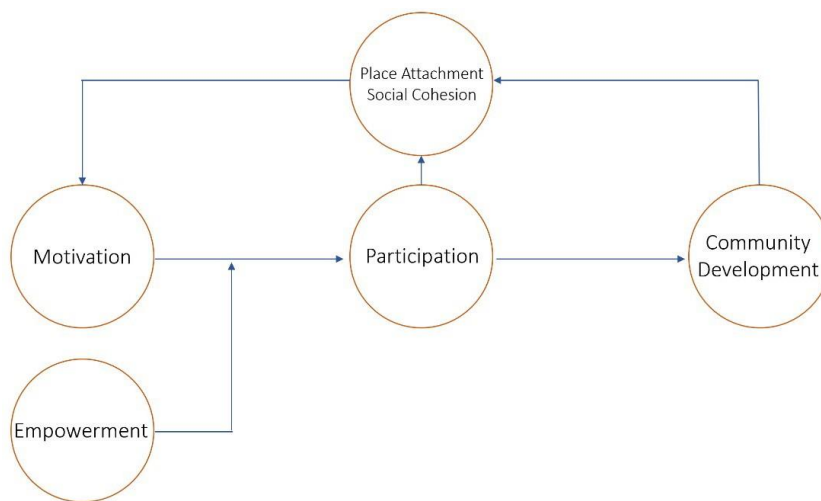 Place Attachment
Social Cohesion
Motivation
Participation
Community
Development
Empowerment